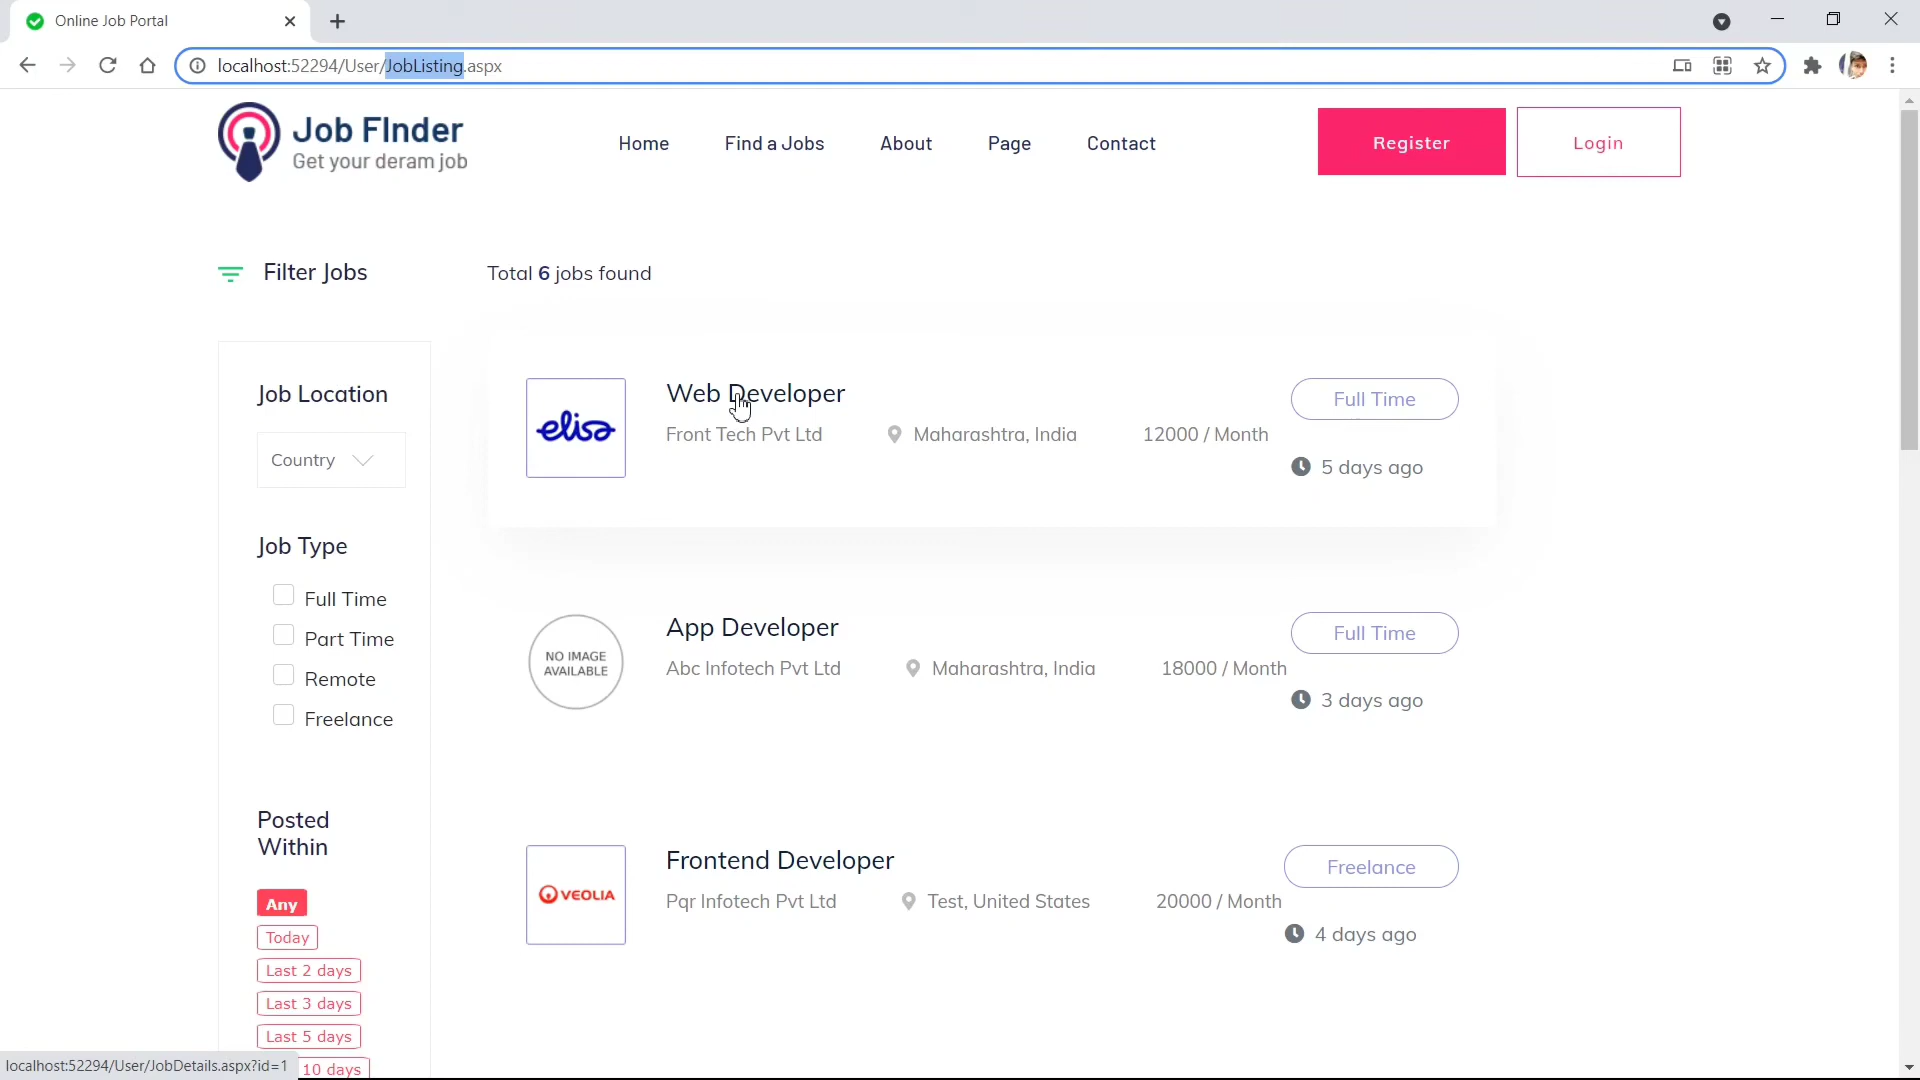 Online Job Portal
localhost:52294/User/JobListing.aspx
Job FInder
Get your deram job
Home
Find a Jobs
About
Page
Contact
Register
Login
Filter Jobs
Total 6 jobs found
Job Location
Country
Job Type
Full Time
Part Time
Remote
Freelance
Posted
Within
Any
Today
Last 2 days
Last 3 days
Last 5 days
10 days
elisa
Web Developer
Front Tech Pvt Ltd
Maharashtra, India
12000 / Month
Full Time
5 days ago
NO IMAGE
AVAILABLE
App Developer
Abc Infotech Pvt Ltd
Maharashtra, India
18000 / Month
Full Time
3 days ago
VEOLIA
Frontend Developer
Pqr Infotech Pvt Ltd
Test, United States
20000 / Month
Freelance
4 days ago
localhost:52294/User/JobDetails.aspx?id=1